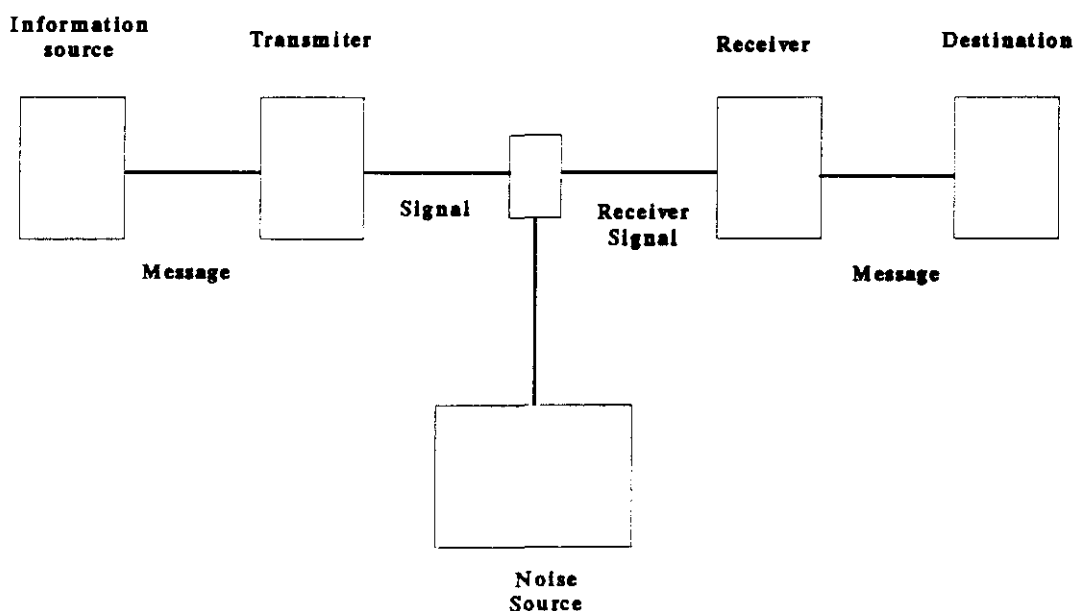 Information
source
Transmiter
Receiver
Destination
Signal
Receiver
Signal
Message
Message
Noise
Source